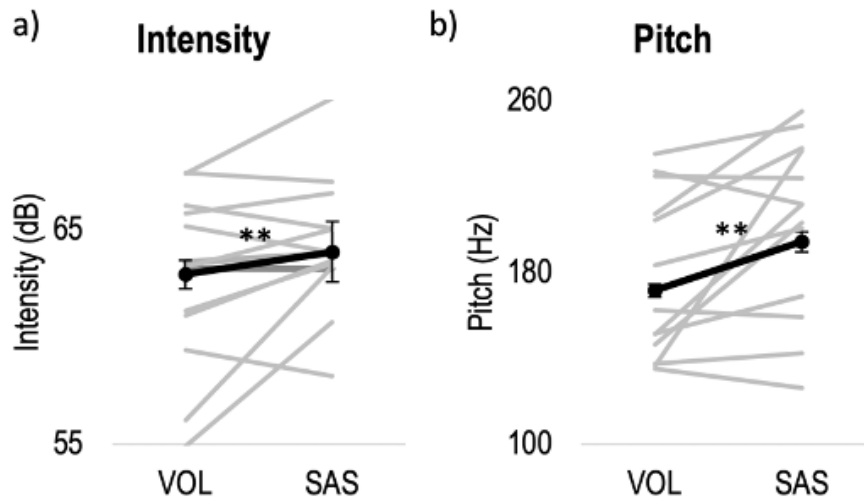 a)
Intensity
Intensity (dB)
65
55
**
VOL
SAS
b)
Pitch
Pitch (Hz)
260
180
100
**
VOL
SAS